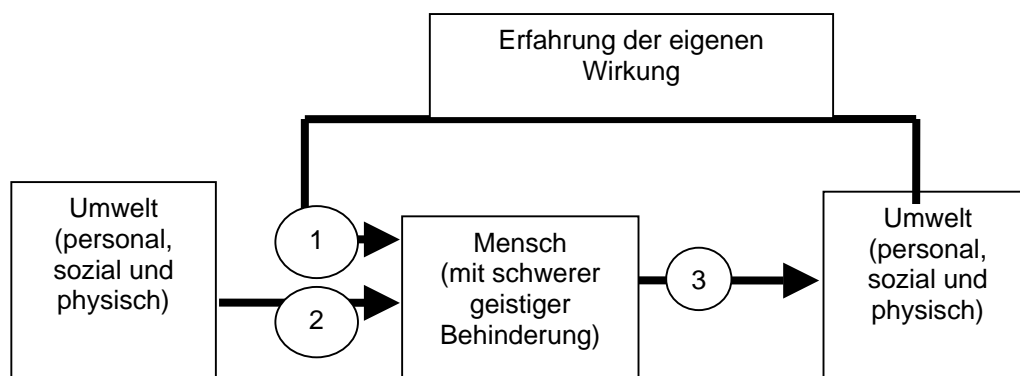 Erfahrung der eigenen
Wirkung
Umwelt
(personal,
sozial und
physisch)
1
2
Mensch
(mit schwerer
geistiger
Behinderung)
3
Umwelt
(personal,
sozial und
physisch)